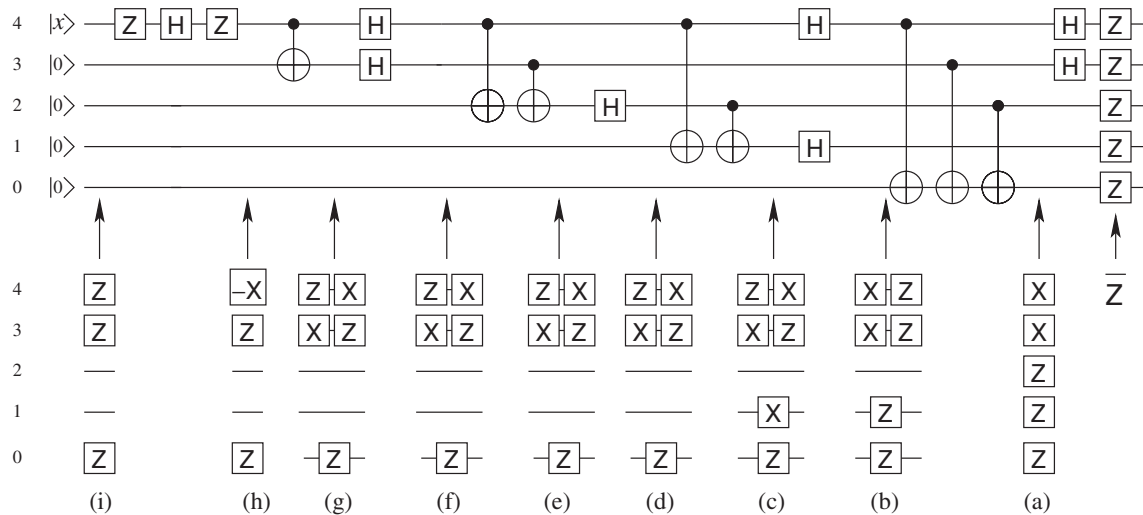 4 |x⟩ Z H Z H H H Z
3 |0⟩ H H Z
2 |0⟩ H Z
1 |0⟩ H Z
0 |0⟩ Z
4 Z –X Z X Z X Z X Z X Z X X Z X Z̅
3 Z Z X Z X Z X Z X Z X Z X Z X
2 Z
1 X Z Z
0 Z Z Z Z Z Z Z Z Z
(i) (h) (g) (f) (e) (d) (c) (b) (a)